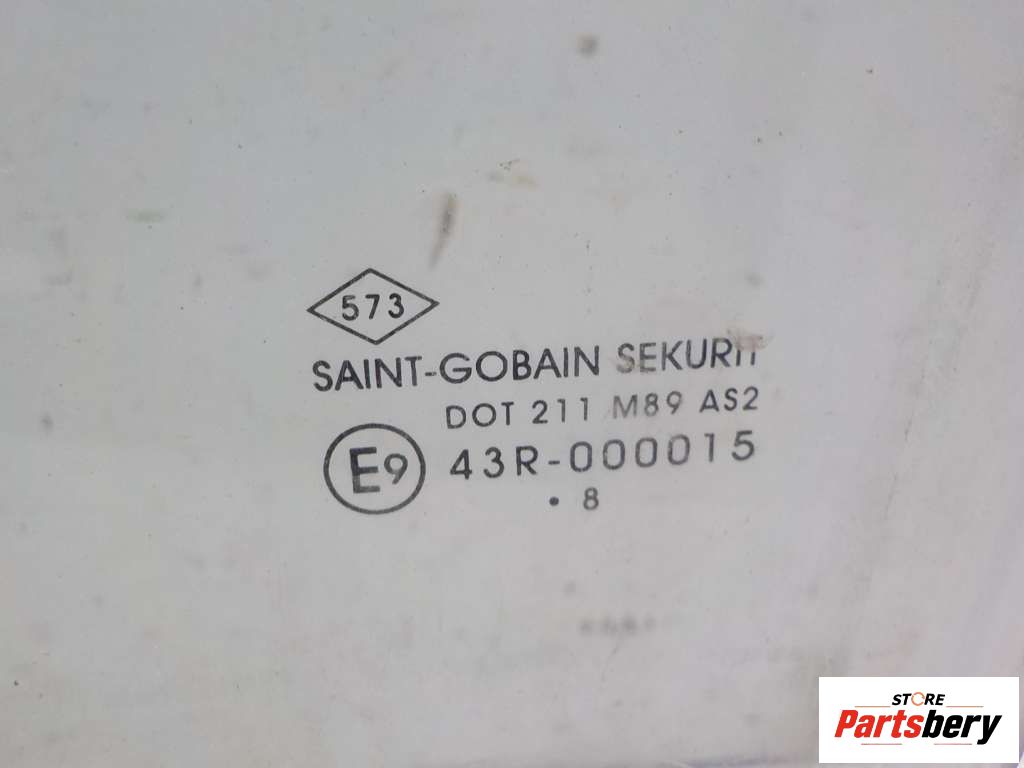 573
SAINT-GOBAIN SEKURIT
DOT 211 M89 AS2
E9 43R-000015
• 8
STORE
Partsbery